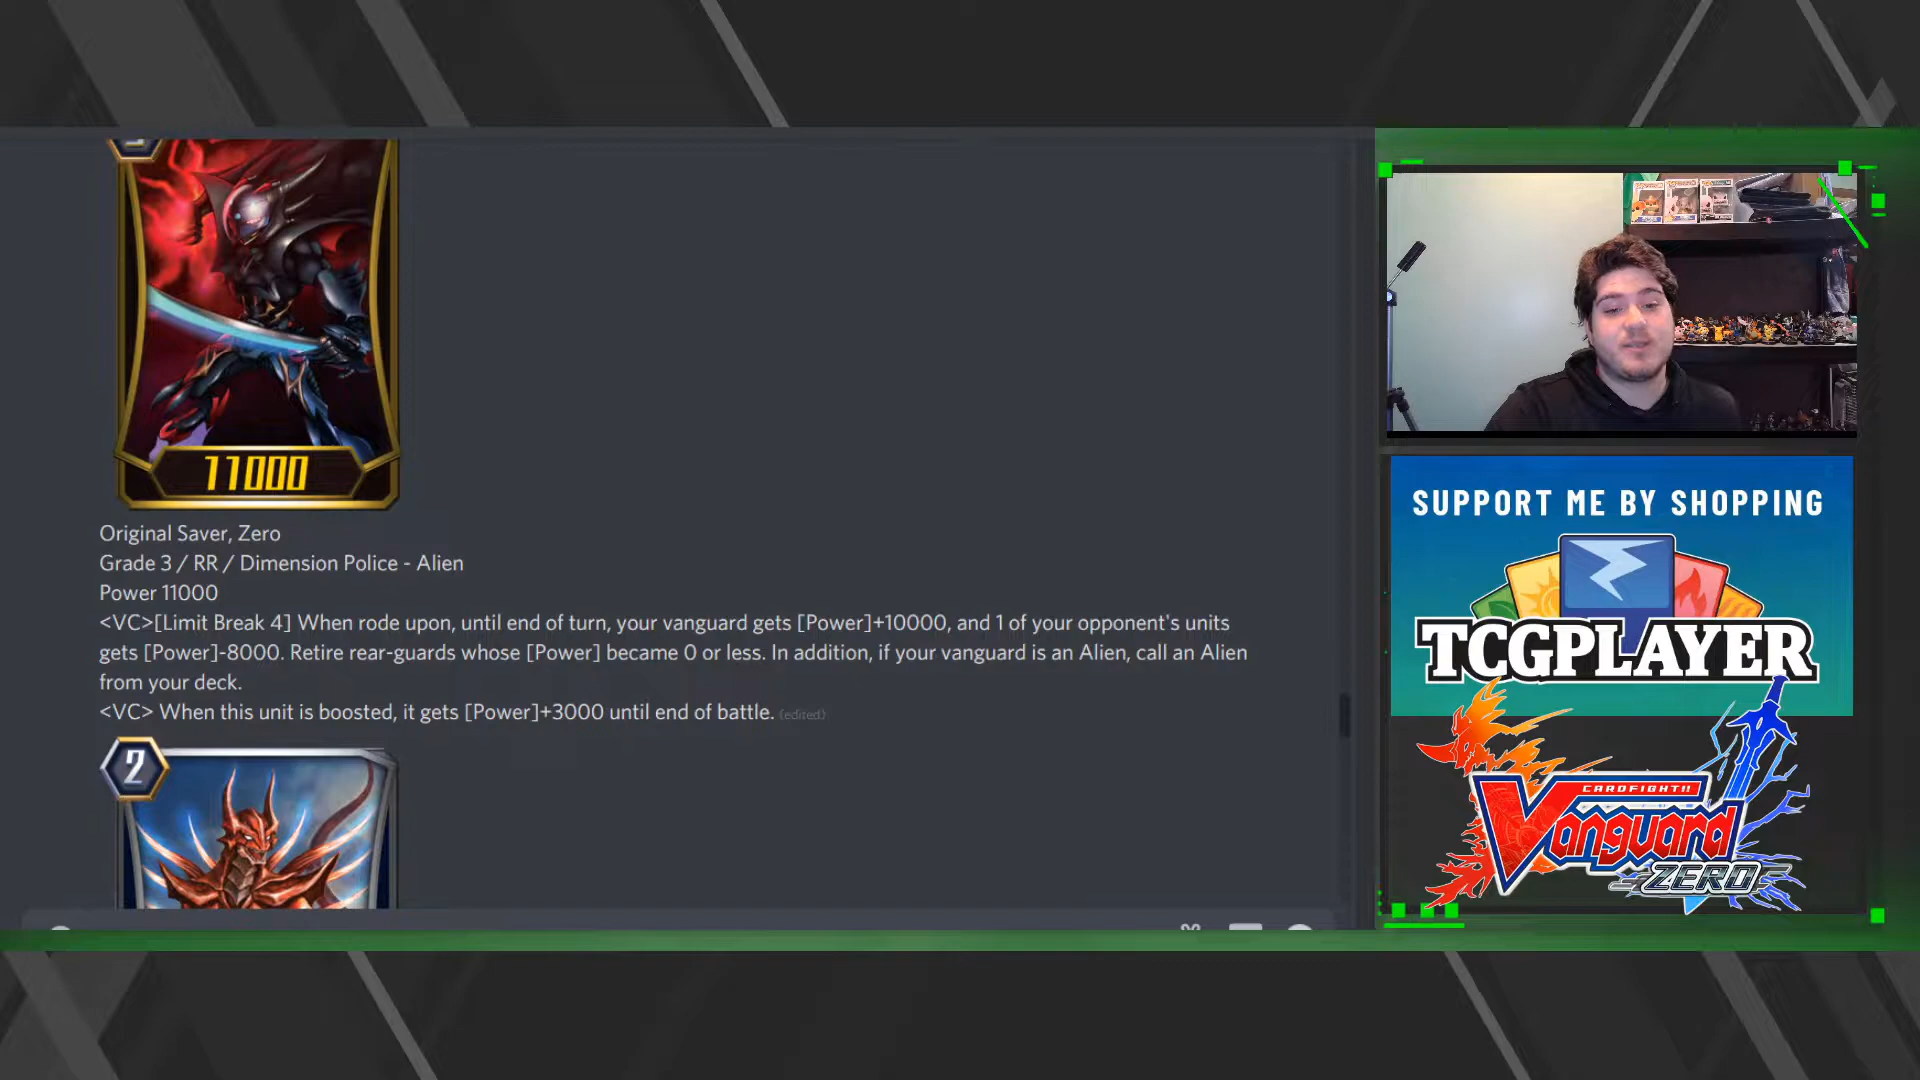 11000
Original Saver, Zero
Grade 3 / RR / Dimension Police - Alien
Power 11000
<VC>[Limit Break 4] When rode upon, until end of turn, your vanguard gets [Power]+10000, and 1 of your opponent's units
gets [Power]-8000. Retire rear-guards whose [Power] became 0 or less. In addition, if your vanguard is an Alien, call an Alien
from your deck.
<VC> When this unit is boosted, it gets [Power]+3000 until end of battle. (edited)
2
SUPPORT ME BY SHOPPING
TCGPLAYER
CARDFIGHT!!
Vanguard
ZERO